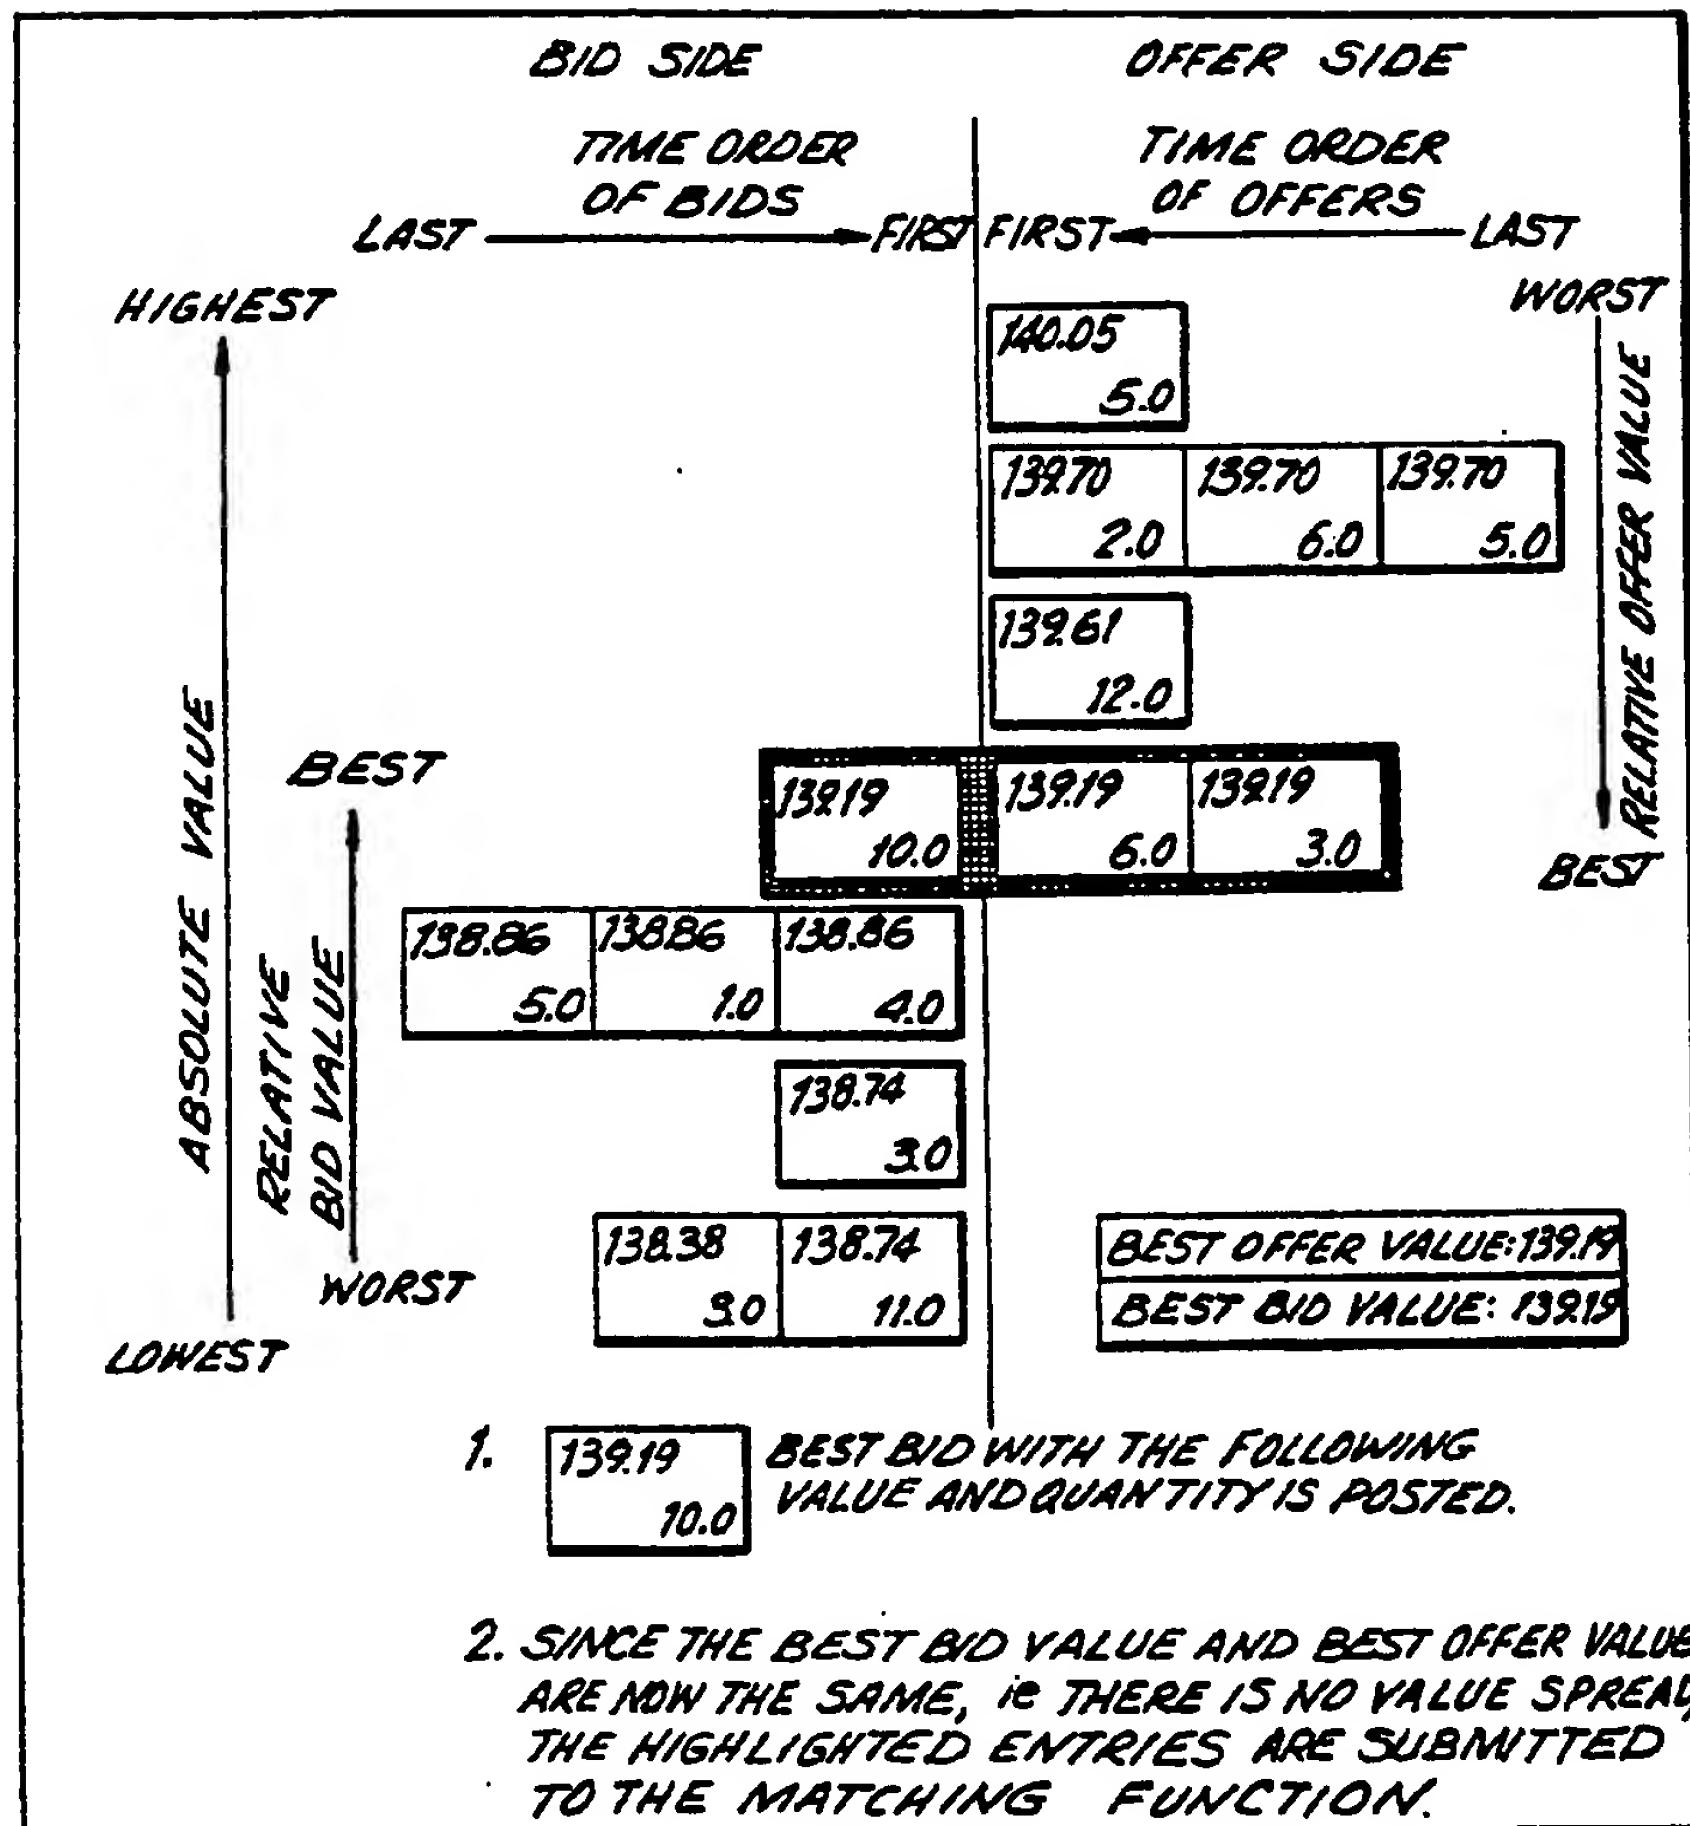 BID SIDE OFFER SIDE
TIME ORDER OF BIDS
TIME ORDER OF OFFERS
LAST FIRST FIRST LAST
HIGHEST
WORST
140.05
5.0
139.70 139.70 139.70
2.0 6.0 5.0
139.61
12.0
RELATIVE OFFER VALUE
BEST
BEST
139.19 139.19 139.19
10.0 6.0 3.0
ABSOLUTE VALUE
RELATIVE
BID VALUE
138.86 138.86 138.86
5.0 1.0 4.0
138.74
3.0
138.38 138.74
3.0 11.0
WORST
LOWEST
BEST OFFER VALUE: 139.19
BEST BID VALUE: 139.19
1. 139.19
10.0
BEST BID WITH THE FOLLOWING
VALUE AND QUANTITY IS POSTED.
2. SINCE THE BEST BID VALUE AND BEST OFFER VALUE
ARE NOW THE SAME, ie THERE IS NO VALUE SPREAD,
THE HIGHLIGHTED ENTRIES ARE SUBMITTED
TO THE MATCHING FUNCTION.